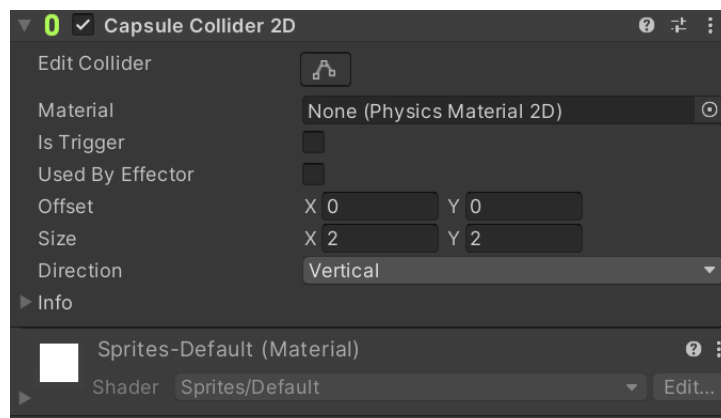 Capsule Collider 2D
Edit Collider
Material None (Physics Material 2D)
Is Trigger
Used By Effector
Offset X 0 Y 0
Size X 2 Y 2
Direction Vertical
Info
Sprites-Default (Material)
Shader Sprites/Default Edit...